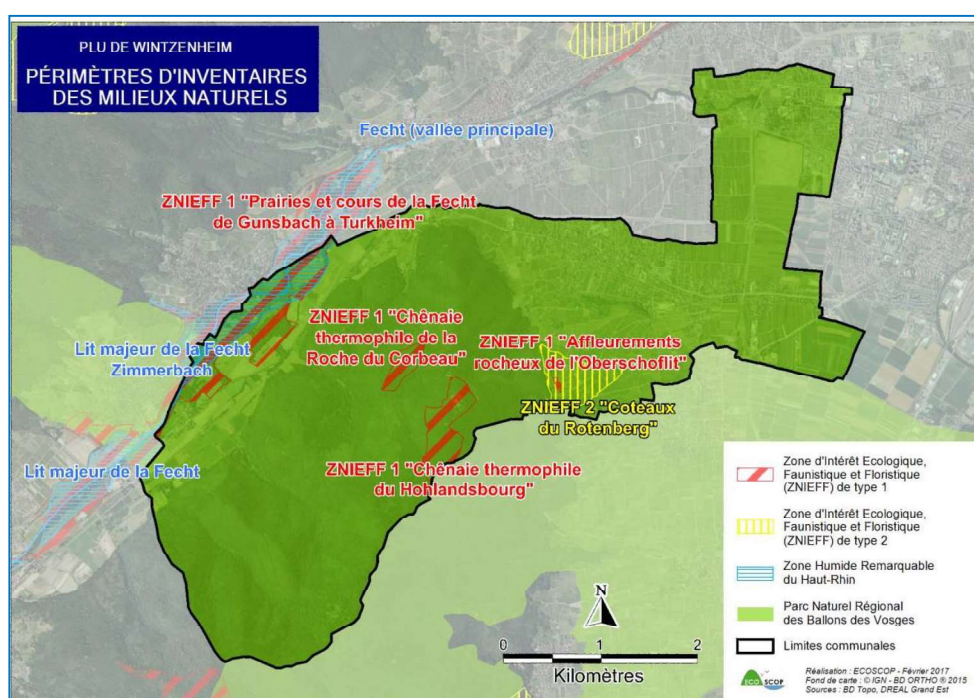 PLU DE WINTZENHEIM
PÉRIMÈTRES D'INVENTAIRES
DES MILIEUX NATURELS
Fecht (vallée principale)
ZNIEFF 1 "Prairies et cours de la Fecht
de Gunsbach à Turkheim"
ZNIEFF 1 "Chênaie
thermophile de la
Roche du Corbeau"
ZNIEFF 1 "Affleurements
rocheux de l'Oberschoflit"
Lit majeur de la Fecht
Zimmerbach
ZNIEFF 2 "Coteaux
du Rotenberg"
Lit majeur de la Fecht
ZNIEFF 1 "Chênaie thermophile
du Hohlandsbourg"
Zone d'Intérêt Ecologique,
Faunistique et Floristique
(ZNIEFF) de type 1
Zone d'Intérêt Ecologique,
Faunistique et Floristique
(ZNIEFF) de type 2
Zone Humide Remarquable
du Haut-Rhin
Parc Naturel Régional
des Ballons des Vosges
Limites communales
N
0 1 2
Kilomètres
ECO SCOP
Réalisation : ECOSCOP - Février 2017
Fond de carte : © IGN - BD ORTHO ® 2015
Sources : BD Topo, DREAL Grand Est